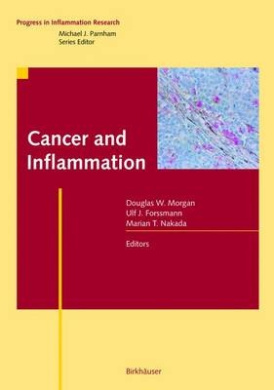 Progress in Inflammation Research
Michael J. Parnham
Series Editor
Cancer and
Inflammation
Douglas W. Morgan
Ulf J. Forssmann
Marian T. Nakada
Editors
Birkhäuser